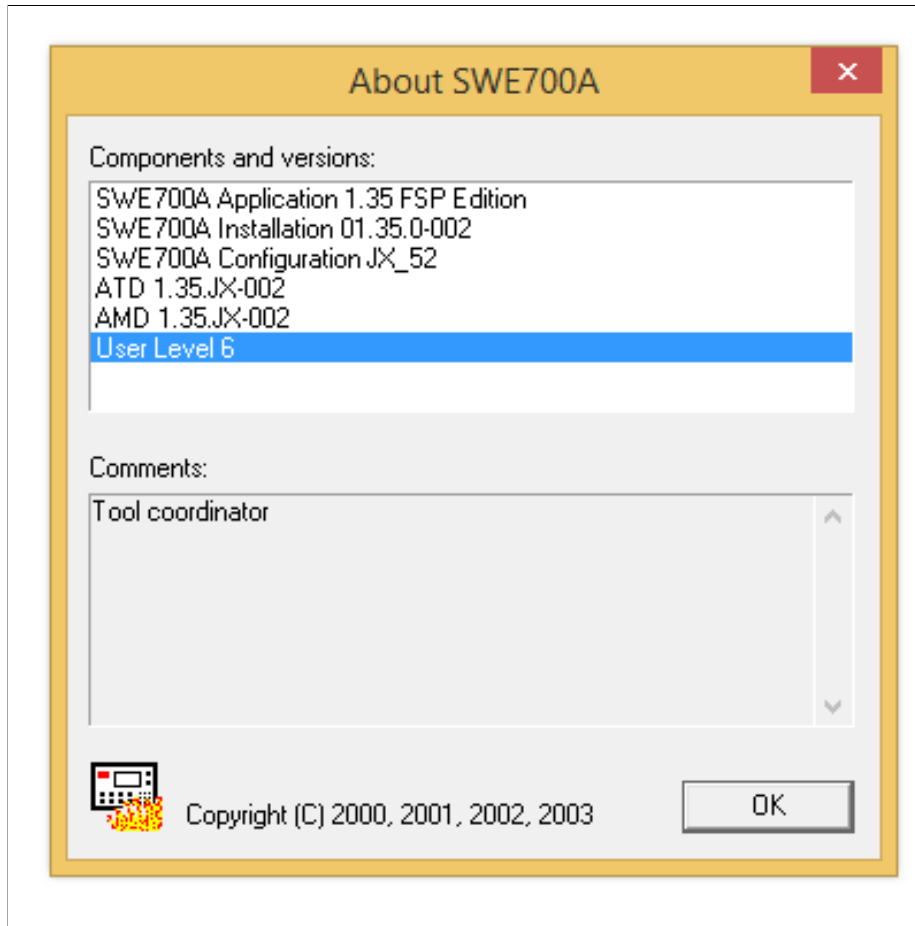 About SWE700A
Components and versions:
SWE700A Application 1.35 FSP Edition
SWE700A Installation 01.35.0-002
SWE700A Configuration JX_52
ATD 1.35.JX-002
AMD 1.35.JX-002
User Level 6
Comments:
Tool coordinator
Copyright (C) 2000, 2001, 2002, 2003
OK